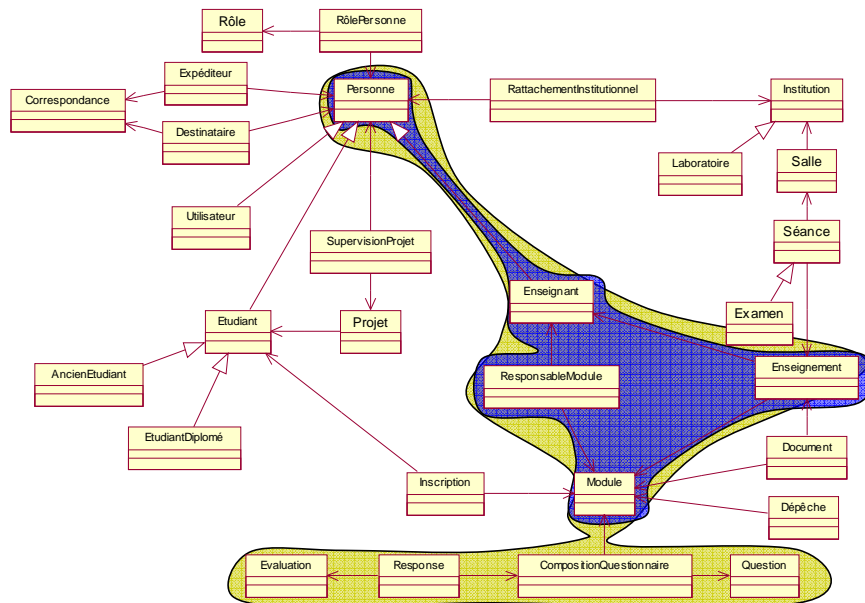 Rôle
RôlePersonne
Expéditeur
Personne
RattachementInstitutionnel
Institution
Correspondance
Destinataire
Laboratoire
Salle
Utilisateur
SupervisionProjet
Séance
Enseignant
Examen
Etudiant
Projet
AncienEtudiant
ResponsableModule
Enseignement
EtudiantDiplomé
Document
Inscription
Module
Dépêche
Evaluation
Response
CompositionQuestionnaire
Question